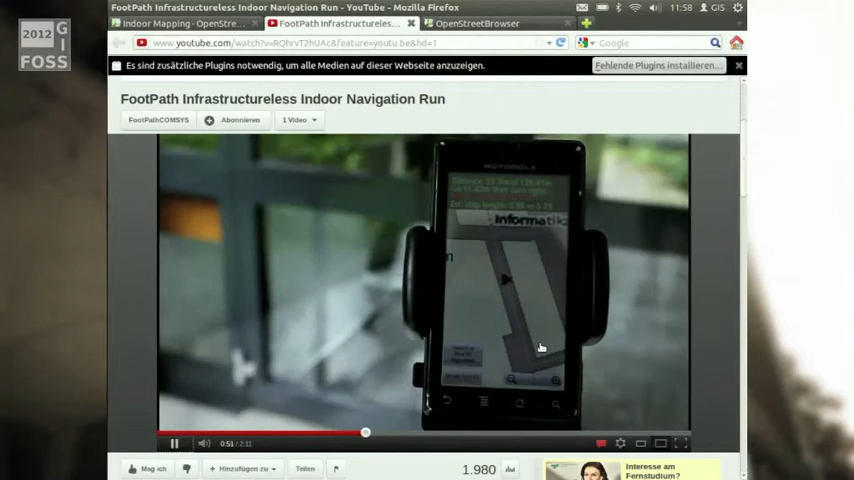 2012 GI
FOSS
FootPath Infrastructureless Indoor Navigation Run - YouTube - Mozilla Firefox
11:58 GIS
Indoor Mapping - OpenStre...
FootPath Infrastructureles...
OpenStreetBrowser
www.youtube.com/watch?v=RQhrvT2hUAc&feature=youtu.be&hd=1
Google
Es sind zusätzliche Plugins notwendig, um alle Medien auf dieser Webseite anzuzeigen.
Fehlende Plugins installieren...
FootPath Infrastructureless Indoor Navigation Run
FootPathCOMSYS
Abonnieren
1 Video
MOTOROLA
Informatik
0:51 / 2:11
Mag ich
Hinzufügen zu
Teilen
1.980
Interesse am
Fernstudium?